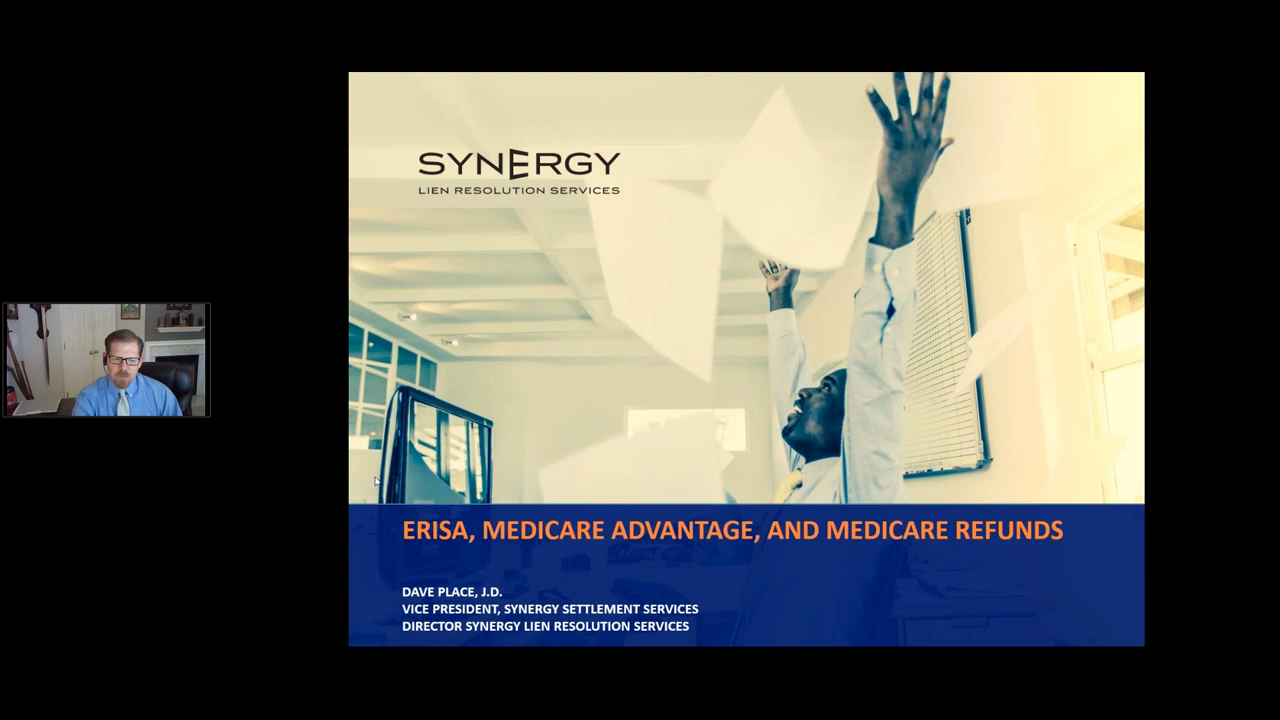 SYNERGY
LIEN RESOLUTION SERVICES
ERISA, MEDICARE ADVANTAGE, AND MEDICARE REFUNDS
DAVE PLACE, J.D.
VICE PRESIDENT, SYNERGY SETTLEMENT SERVICES
DIRECTOR SYNERGY LIEN RESOLUTION SERVICES